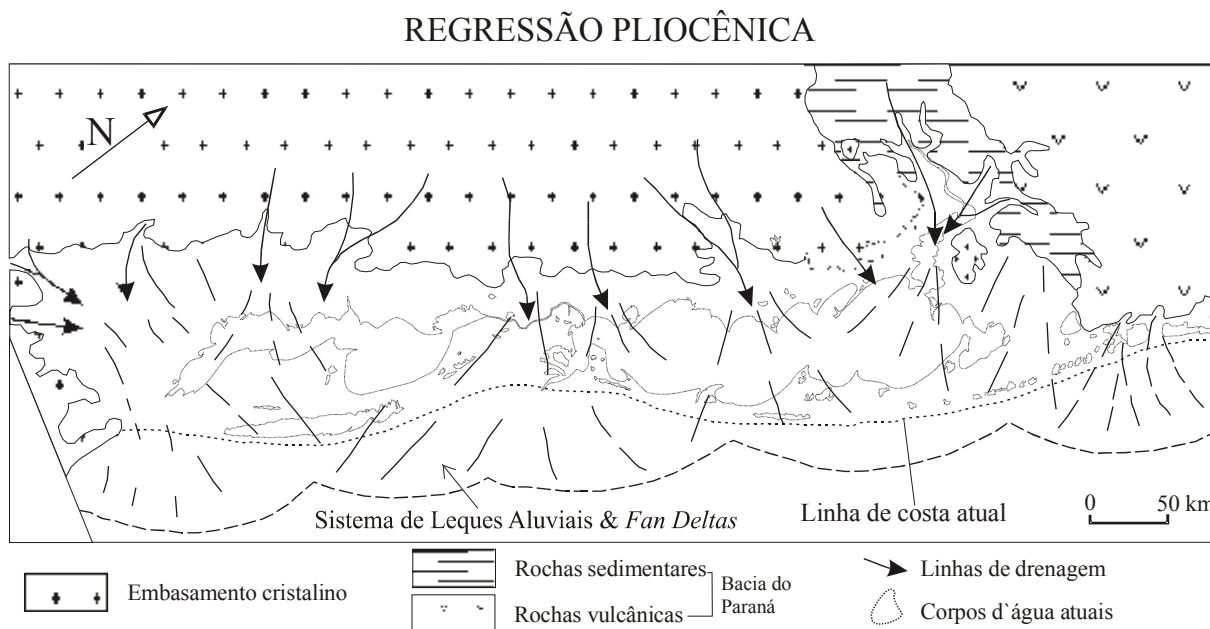 REGRESSÃO PLIOCÊNICA
N
Sistema de Leques Aluviais & Fan Deltas
Linha de costa atual
0 50 km
Embasamento cristalino
Rochas sedimentares
Rochas vulcânicas
Bacia do
Paraná
Linhas de drenagem
Corpos d`água atuais